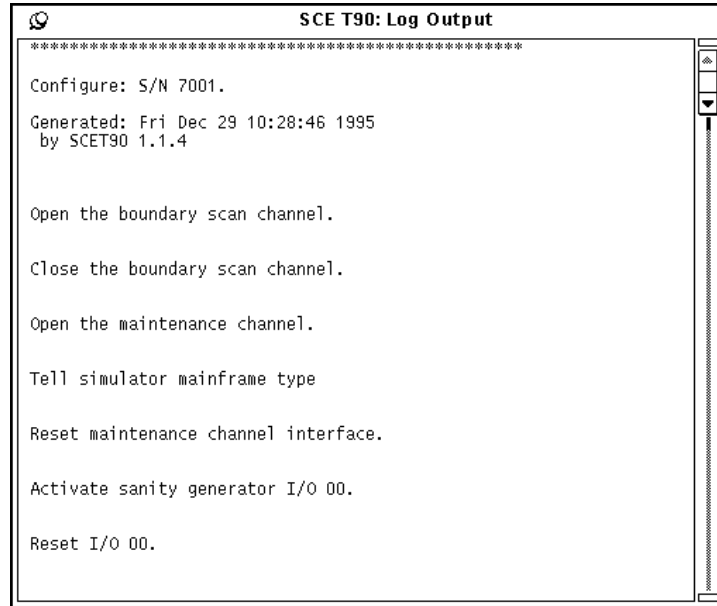 SCE T90: Log Output
**************************************************
Configure: S/N 7001.
Generated: Fri Dec 29 10:28:46 1995
by SCET90 1.1.4
Open the boundary scan channel.
Close the boundary scan channel.
Open the maintenance channel.
Tell simulator mainframe type
Reset maintenance channel interface.
Activate sanity generator I/O 00.
Reset I/O 00.